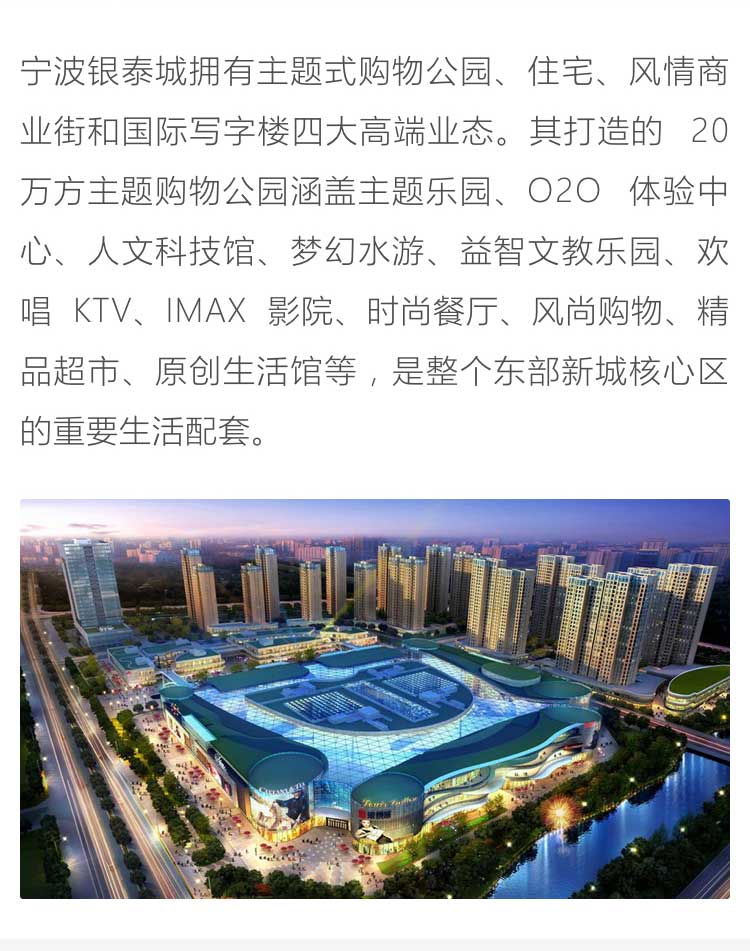 宁波银泰城拥有主题式购物公园、住宅、风情商
业街和国际写字楼四大高端业态。其打造的 20
万方主题购物公园涵盖主题乐园、O2O 体验中
心、人文科技馆、梦幻水游、益智文教乐园、欢
唱 KTV、IMAX 影院、时尚餐厅、风尚购物、精
品超市、原创生活馆等，是整个东部新城核心区
的重要生活配套。